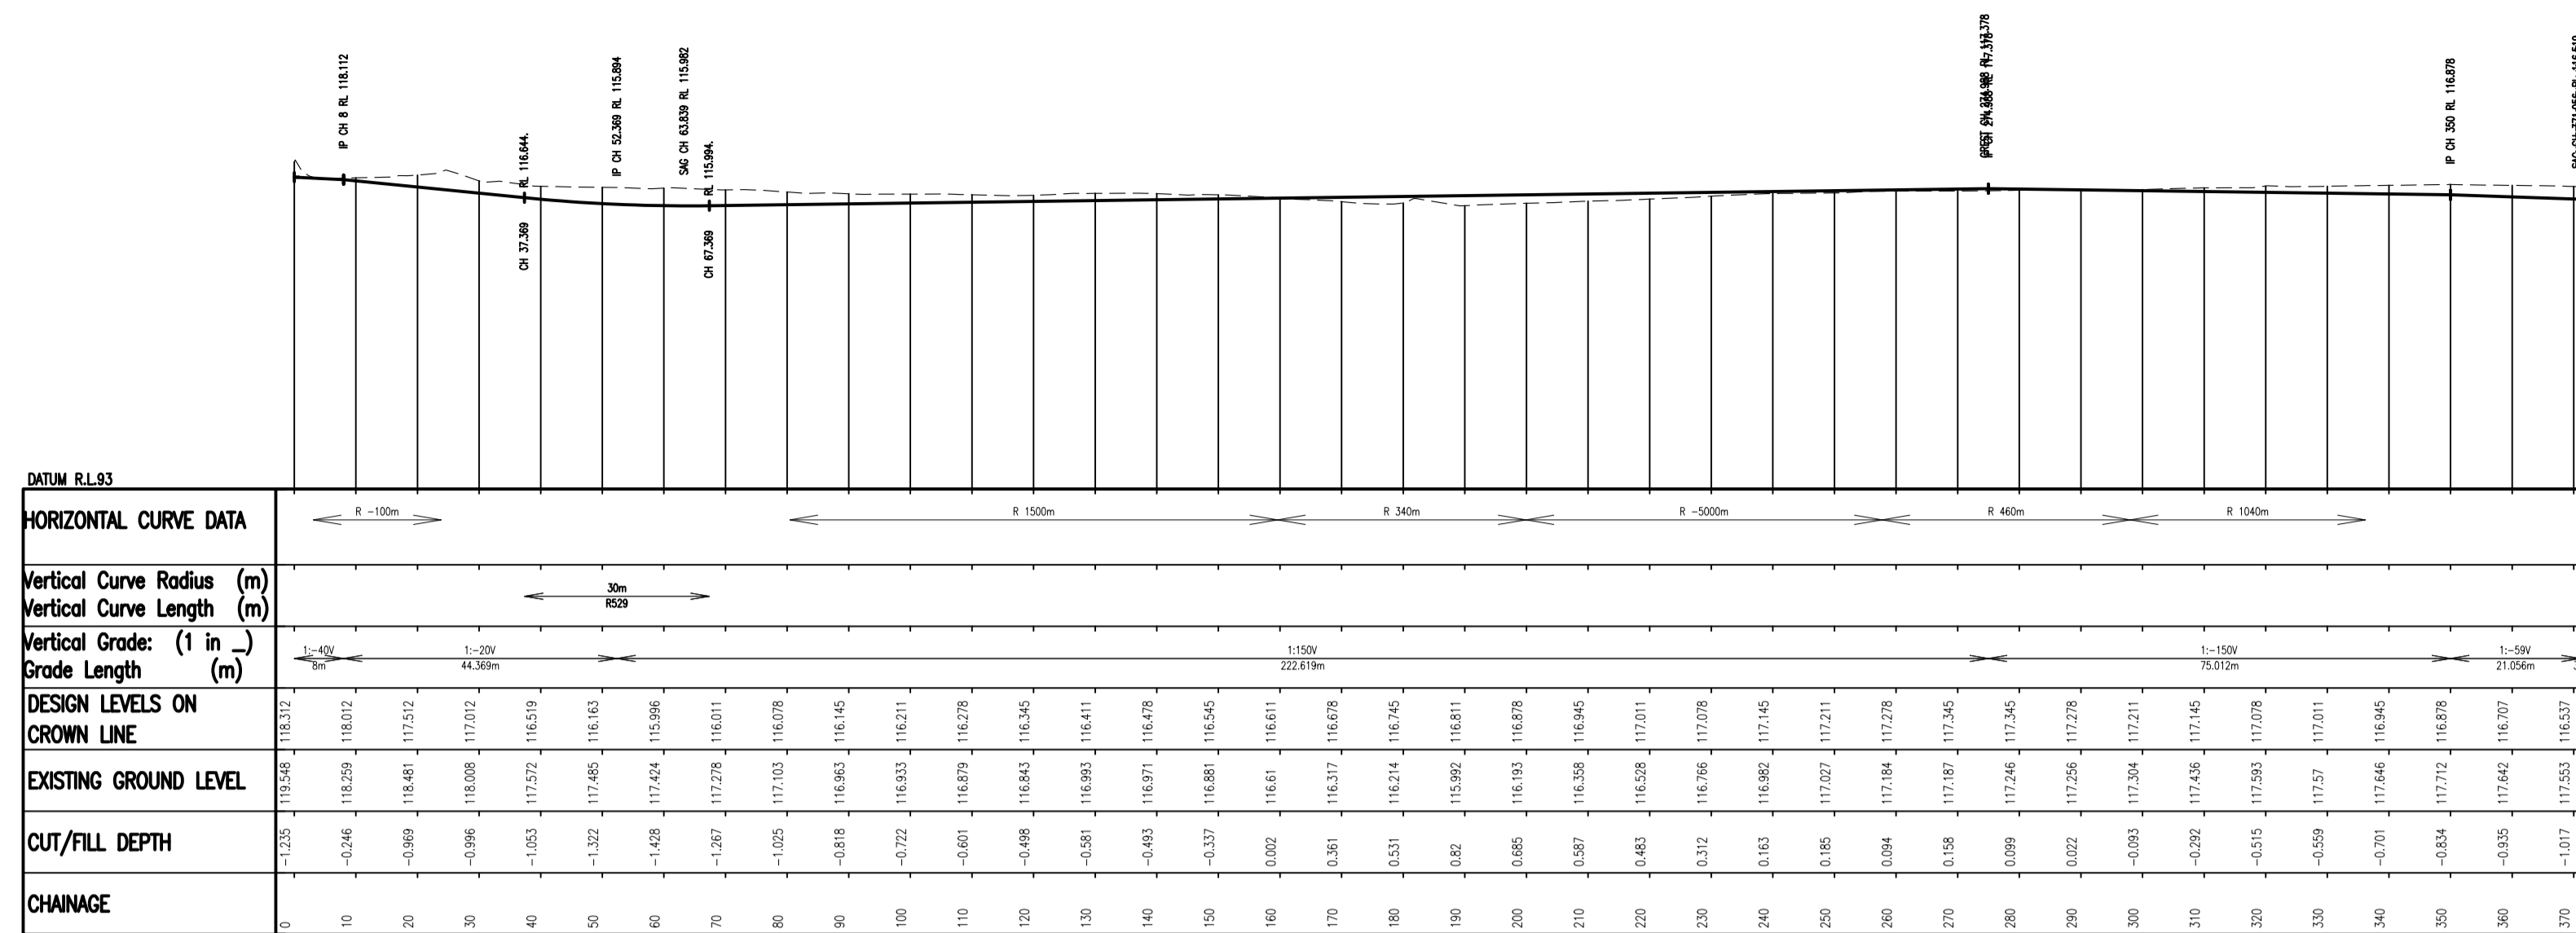 IP CH 8 RL 118.112
RL 116.644.
CH 37.369
IP CH 52.369 RL 115.894
SAG CH 63.839 RL 115.982
RL 115.994.
CH 67.369
IP CH 350 RL 116.878
DATUM R.L.93
HORIZONTAL CURVE DATA
R -100m R 1500m R 340m R -5000m R 460m R 1040m
Vertical Curve Radius (m)
Vertical Curve Length (m)
30m
R529
Vertical Grade: (1 in _)
Grade Length (m)
1:-40V 1:-20V 1:150V 1:-150V 1:-59V
8m 44.369m 222.619m 75.012m 21.056m
DESIGN LEVELS ON
CROWN LINE
118.312 118.012 117.512 117.012 116.519 116.163 115.996 116.011 116.078 116.145 116.211 116.278 116.345 116.411 116.478 116.545 116.611 116.678 116.745 116.811 116.878 116.945 117.011 117.078 117.145 117.211 117.278 117.345 117.345 117.278 117.211 117.145 117.078 117.011 116.945 116.878 116.707 116.537
EXISTING GROUND LEVEL
119.548 118.259 118.481 118.008 117.572 117.485 117.424 117.278 117.103 116.963 116.933 116.879 116.843 116.993 116.971 116.881 116.61 116.317 116.214 115.992 116.193 116.358 116.528 116.766 116.982 117.027 117.184 117.187 117.246 117.256 117.304 117.436 117.593 117.57 117.646 117.712 117.642 117.553
CUT/FILL DEPTH
-1.235 -0.246 -0.969 -0.996 -1.053 -1.322 -1.428 -1.267 -1.025 -0.818 -0.722 -0.601 -0.498 -0.581 -0.493 -0.337 0.002 0.361 0.531 0.82 0.685 0.587 0.483 0.312 0.163 0.185 0.094 0.158 0.099 0.022 -0.093 -0.292 -0.515 -0.559 -0.701 -0.834 -0.935 -1.017
CHAINAGE
0 10 20 30 40 50 60 70 80 90 100 110 120 130 140 150 160 170 180 190 200 210 220 230 240 250 260 270 280 290 300 310 320 330 340 350 360 370